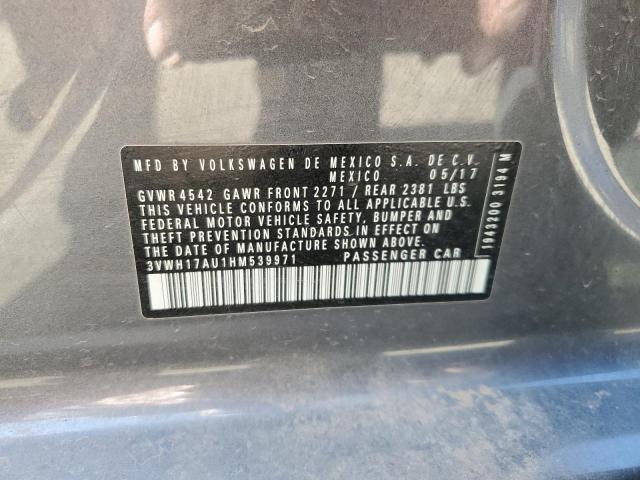 MFD BY VOLKSWAGEN DE MEXICO S.A. DE C.V.
MEXICO 05/17
GVWR 4542 GAWR FRONT 2271 / REAR 2381 LBS
THIS VEHICLE CONFORMS TO ALL APPLICABLE U.S.
FEDERAL MOTOR VEHICLE SAFETY, BUMPER AND
THEFT PREVENTION STANDARDS IN EFFECT ON
THE DATE OF MANUFACTURE SHOWN ABOVE.
3VWH17AU1HM539971 PASSENGER CAR
1963200 3194 M